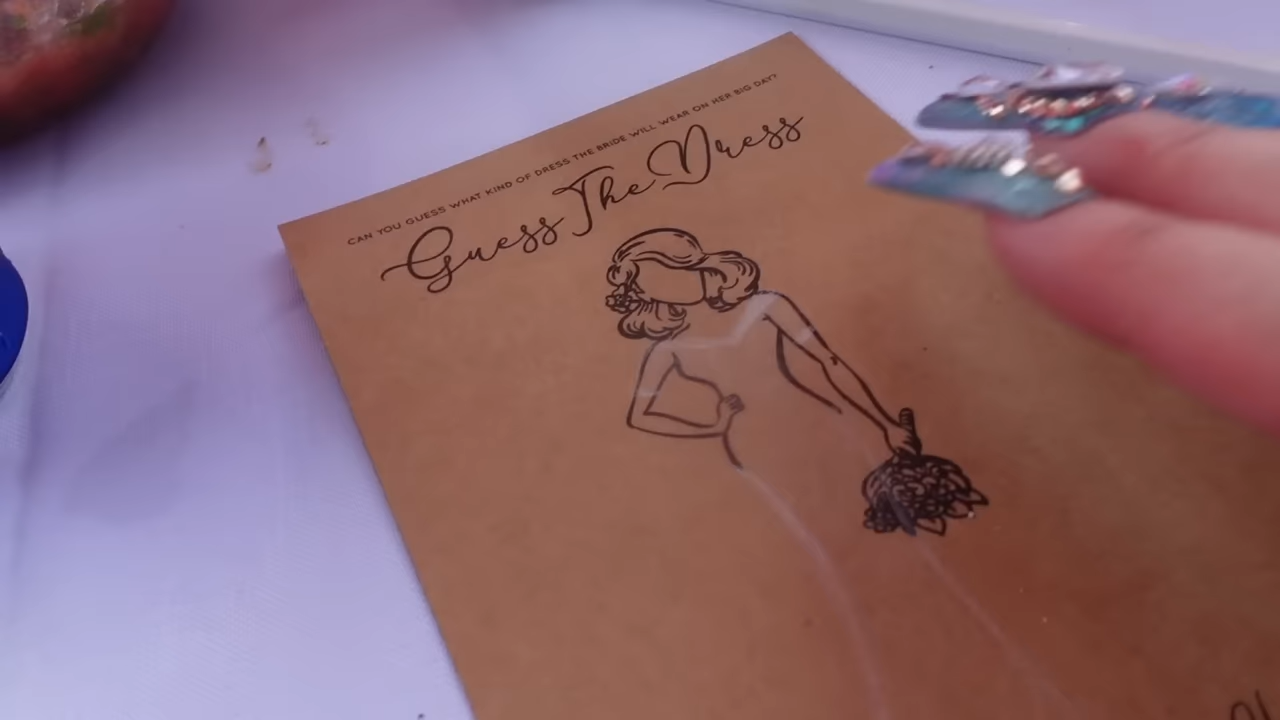 CAN YOU GUESS WHAT KIND OF DRESS THE BRIDE WILL WEAR ON HER BIG DAY?
Guess The Dress